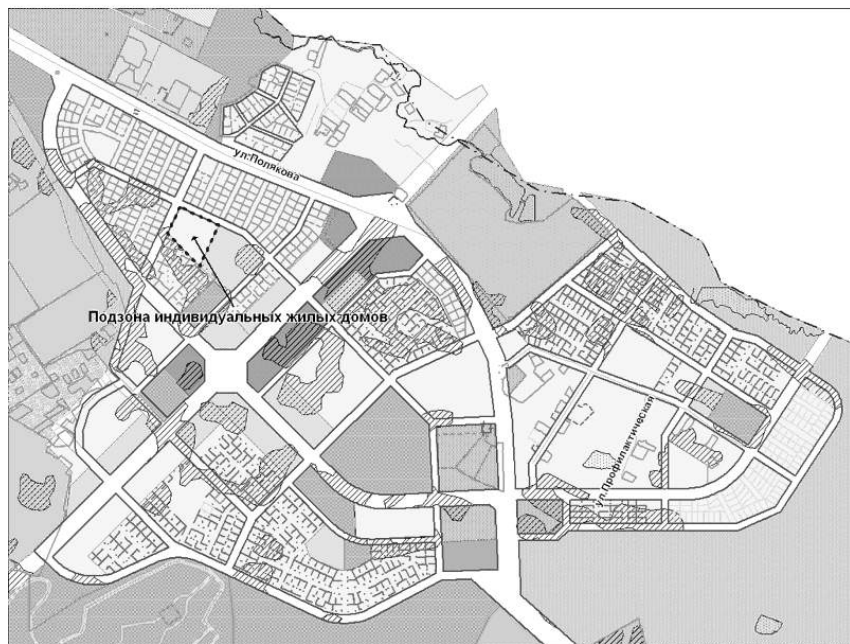 ул.Полякова
Подзона индивидуальных жилых домов
ул.Профилактическая